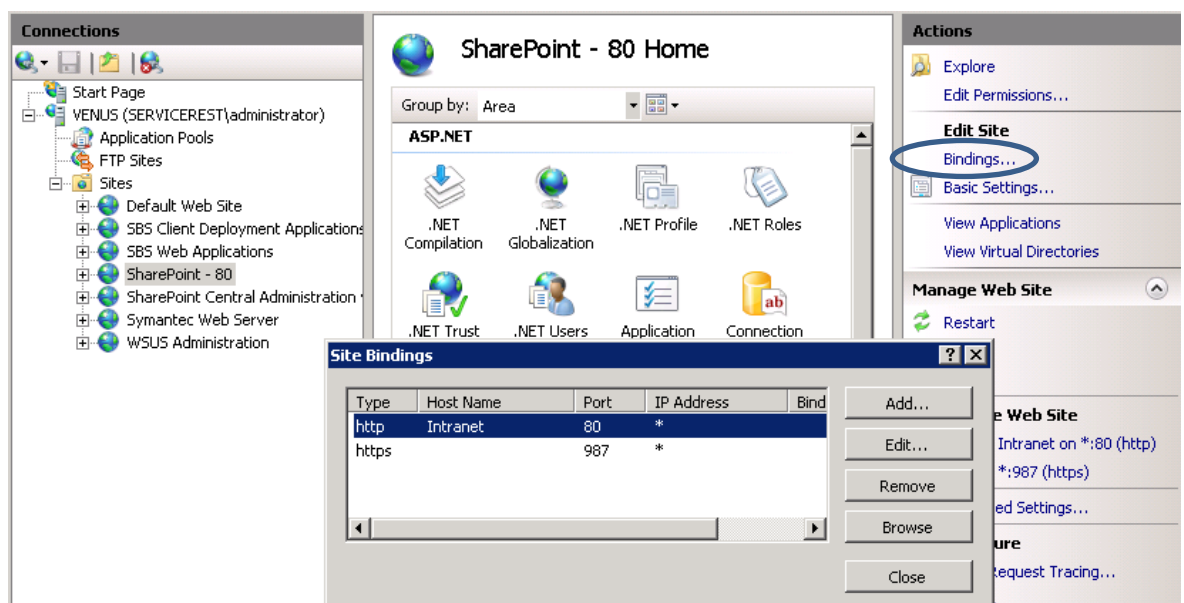 Connections
Start Page
VENUS (SERVICEREST\administrator)
Application Pools
FTP Sites
Sites
Default Web Site
SBS Client Deployment Applications
SBS Web Applications
SharePoint - 80
SharePoint Central Administration
Symantec Web Server
WSUS Administration
SharePoint - 80 Home
Group by: Area
ASP.NET
.NET Compilation
.NET Globalization
.NET Profile
.NET Roles
.NET Trust
.NET Users
Application
Connection
ab
Actions
Explore
Edit Permissions...
Edit Site
Bindings...
Basic Settings...
View Applications
View Virtual Directories
Manage Web Site
Restart
e Web Site
Intranet on *:80 (http)
*:987 (https)
ed Settings...
ure
Request Tracing...
Site Bindings
Type Host Name Port IP Address Bind
http Intranet 80 *
https 987 *
Add...
Edit...
Remove
Browse
Close